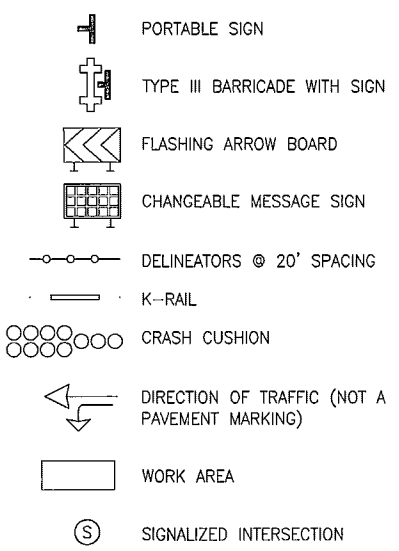 PORTABLE SIGN
TYPE III BARRICADE WITH SIGN
FLASHING ARROW BOARD
CHANGEABLE MESSAGE SIGN
DELINEATORS @ 20' SPACING
K-RAIL
CRASH CUSHION
DIRECTION OF TRAFFIC (NOT A
PAVEMENT MARKING)
WORK AREA
S SIGNALIZED INTERSECTION